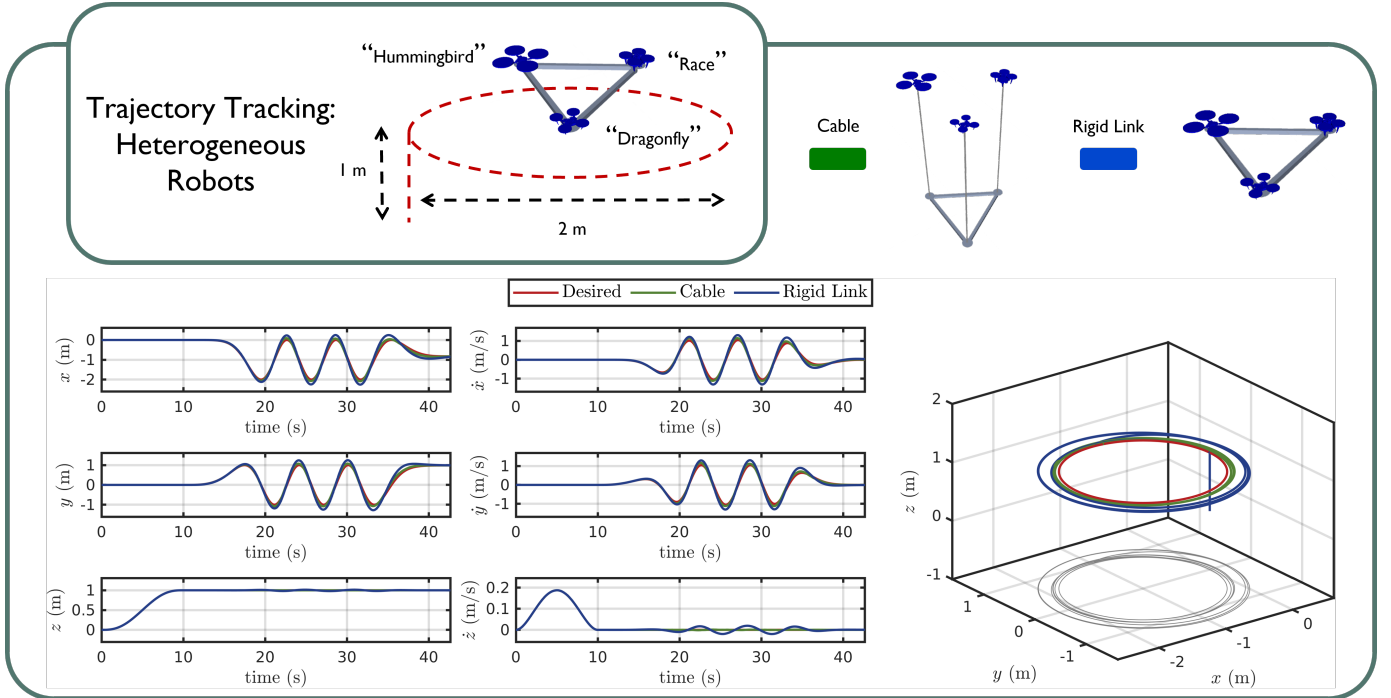 Trajectory Tracking:
Heterogeneous
Robots
“Hummingbird”
“Race”
“Dragonfly”
1 m
2 m
Cable
Rigid Link
Desired Cable Rigid Link
x (m)
0
-1
-2
0 10 20 30 40
time (s)
ẋ (m/s)
1
0
-1
0 10 20 30 40
time (s)
y (m)
1
0
-1
0 10 20 30 40
time (s)
ẏ (m/s)
1
0
-1
0 10 20 30 40
time (s)
z (m)
1
0.5
0
0 10 20 30 40
time (s)
ż (m/s)
0.2
0.1
0
0 10 20 30 40
time (s)
z (m)
2
1
0
-1
1
0
-1
y (m)
-2
-1
0
x (m)